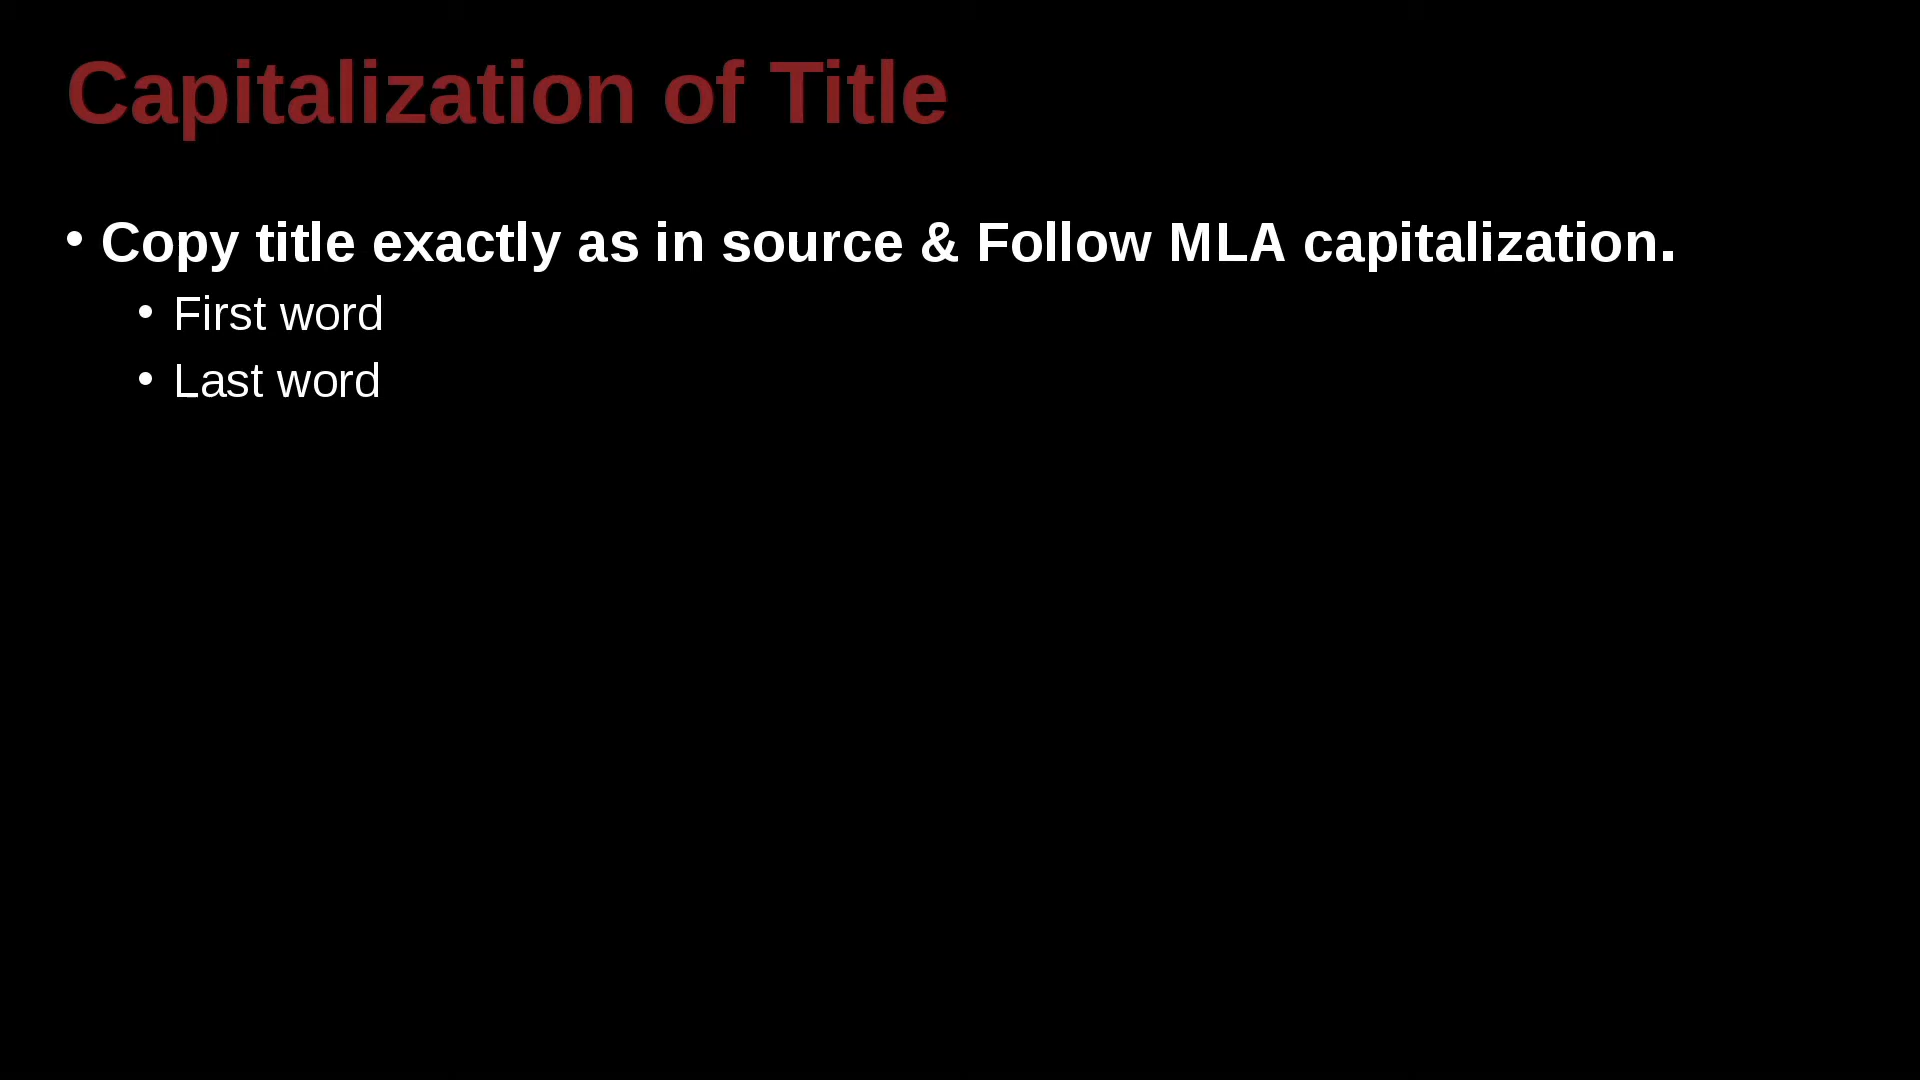 Capitalization of Title
• Copy title exactly as in source & Follow MLA capitalization.
• First word
• Last word